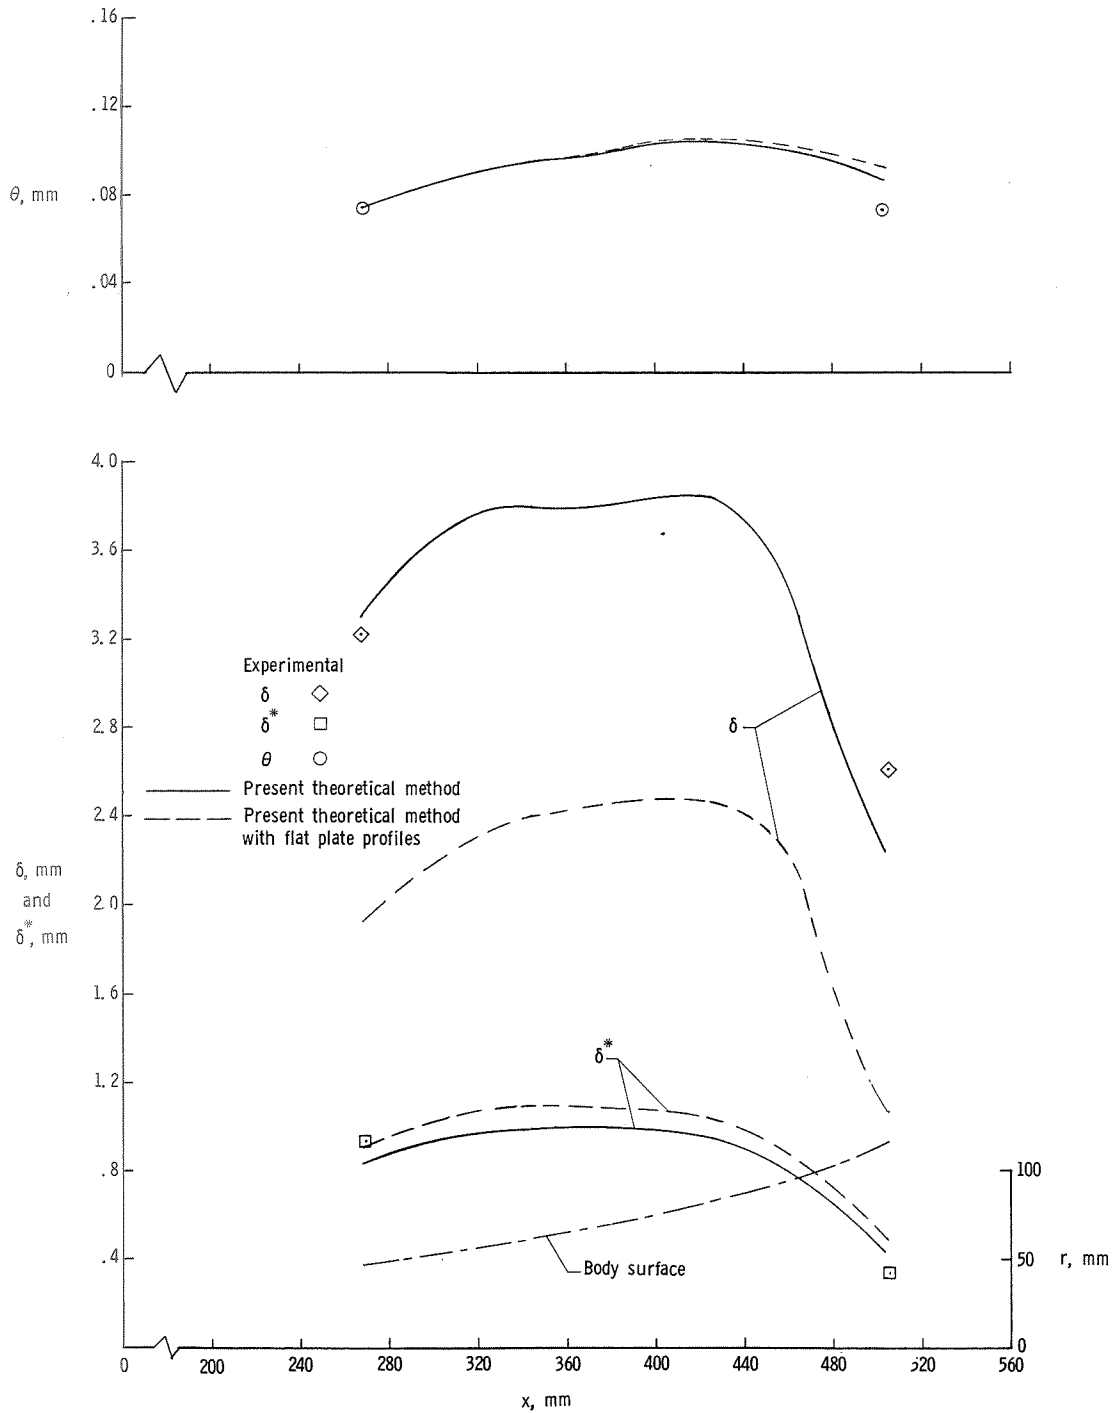 .16
.12
θ, mm
.08
.04
0
4.0
3.6
3.2
Experimental
δ
δ*
θ
Present theoretical method
Present theoretical method
with flat plate profiles
δ
2.8
2.4
δ, mm
and
δ*, mm
2.0
1.6
δ*
1.2
.8
100
.4
Body surface
50
r, mm
0
0 200 240 280 320 360 400 440 480 520 560
x, mm